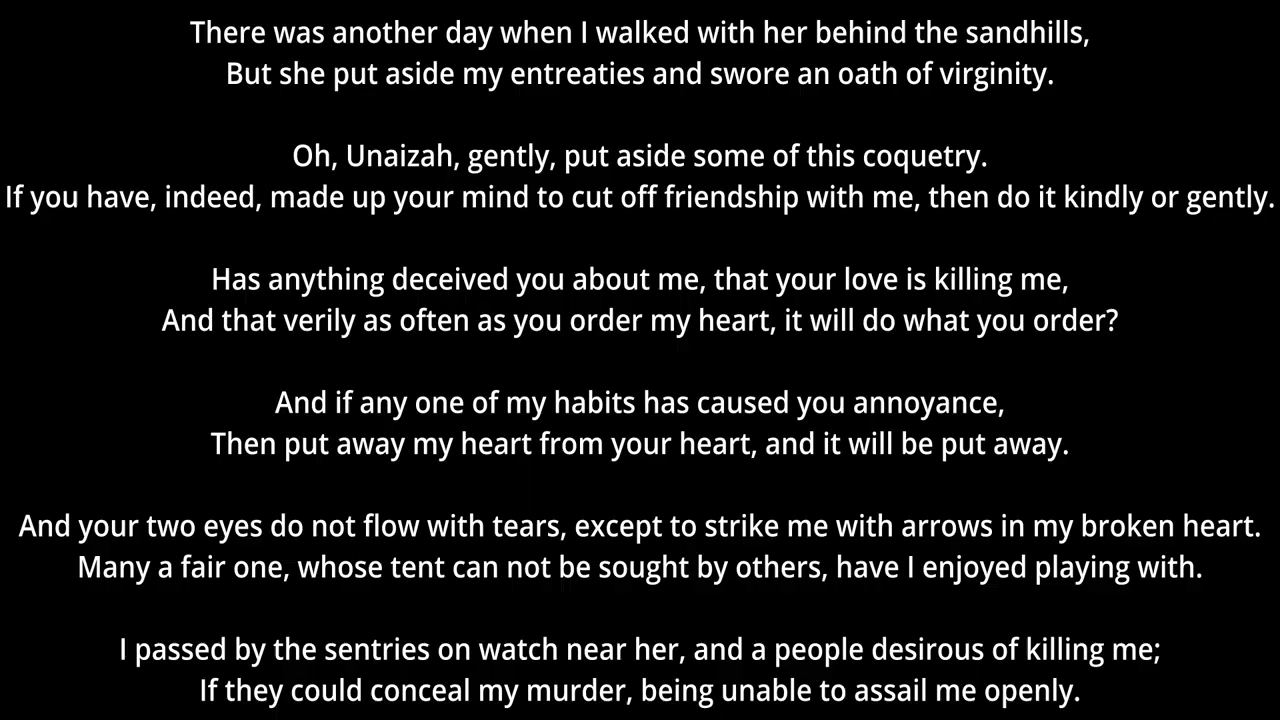 There was another day when I walked with her behind the sandhills,
But she put aside my entreaties and swore an oath of virginity.
Oh, Unaizah, gently, put aside some of this coquetry.
If you have, indeed, made up your mind to cut off friendship with me, then do it kindly or gently.
Has anything deceived you about me, that your love is killing me,
And that verily as often as you order my heart, it will do what you order?
And if any one of my habits has caused you annoyance,
Then put away my heart from your heart, and it will be put away.
And your two eyes do not flow with tears, except to strike me with arrows in my broken heart.
Many a fair one, whose tent can not be sought by others, have I enjoyed playing with.
I passed by the sentries on watch near her, and a people desirous of killing me;
If they could conceal my murder, being unable to assail me openly.